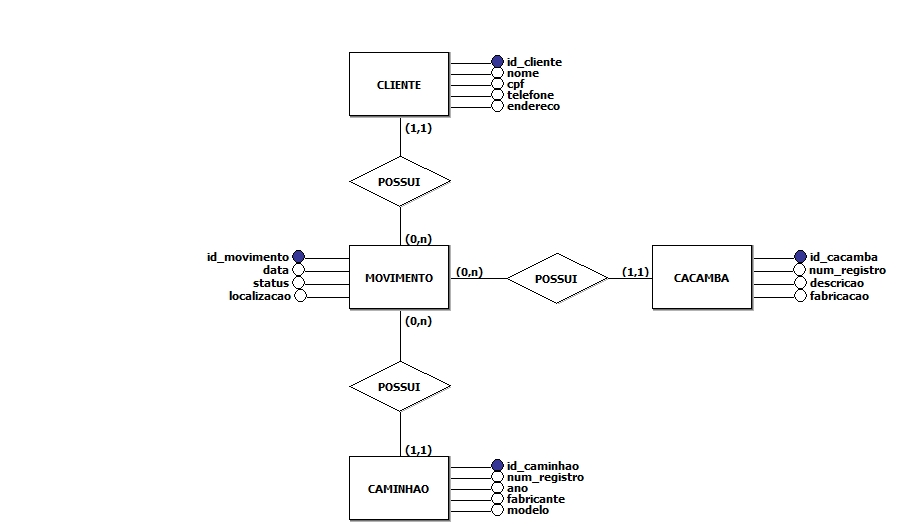 CLIENTE
id_cliente
nome
cpf
telefone
endereco
(1,1)
POSSUI
(0,n)
id_movimento
data
status
localizacao
MOVIMENTO
(0,n)
POSSUI
(1,1)
CACAMBA
id_cacamba
num_registro
descricao
fabricacao
(0,n)
POSSUI
(1,1)
CAMINHAO
id_caminhao
num_registro
ano
fabricante
modelo